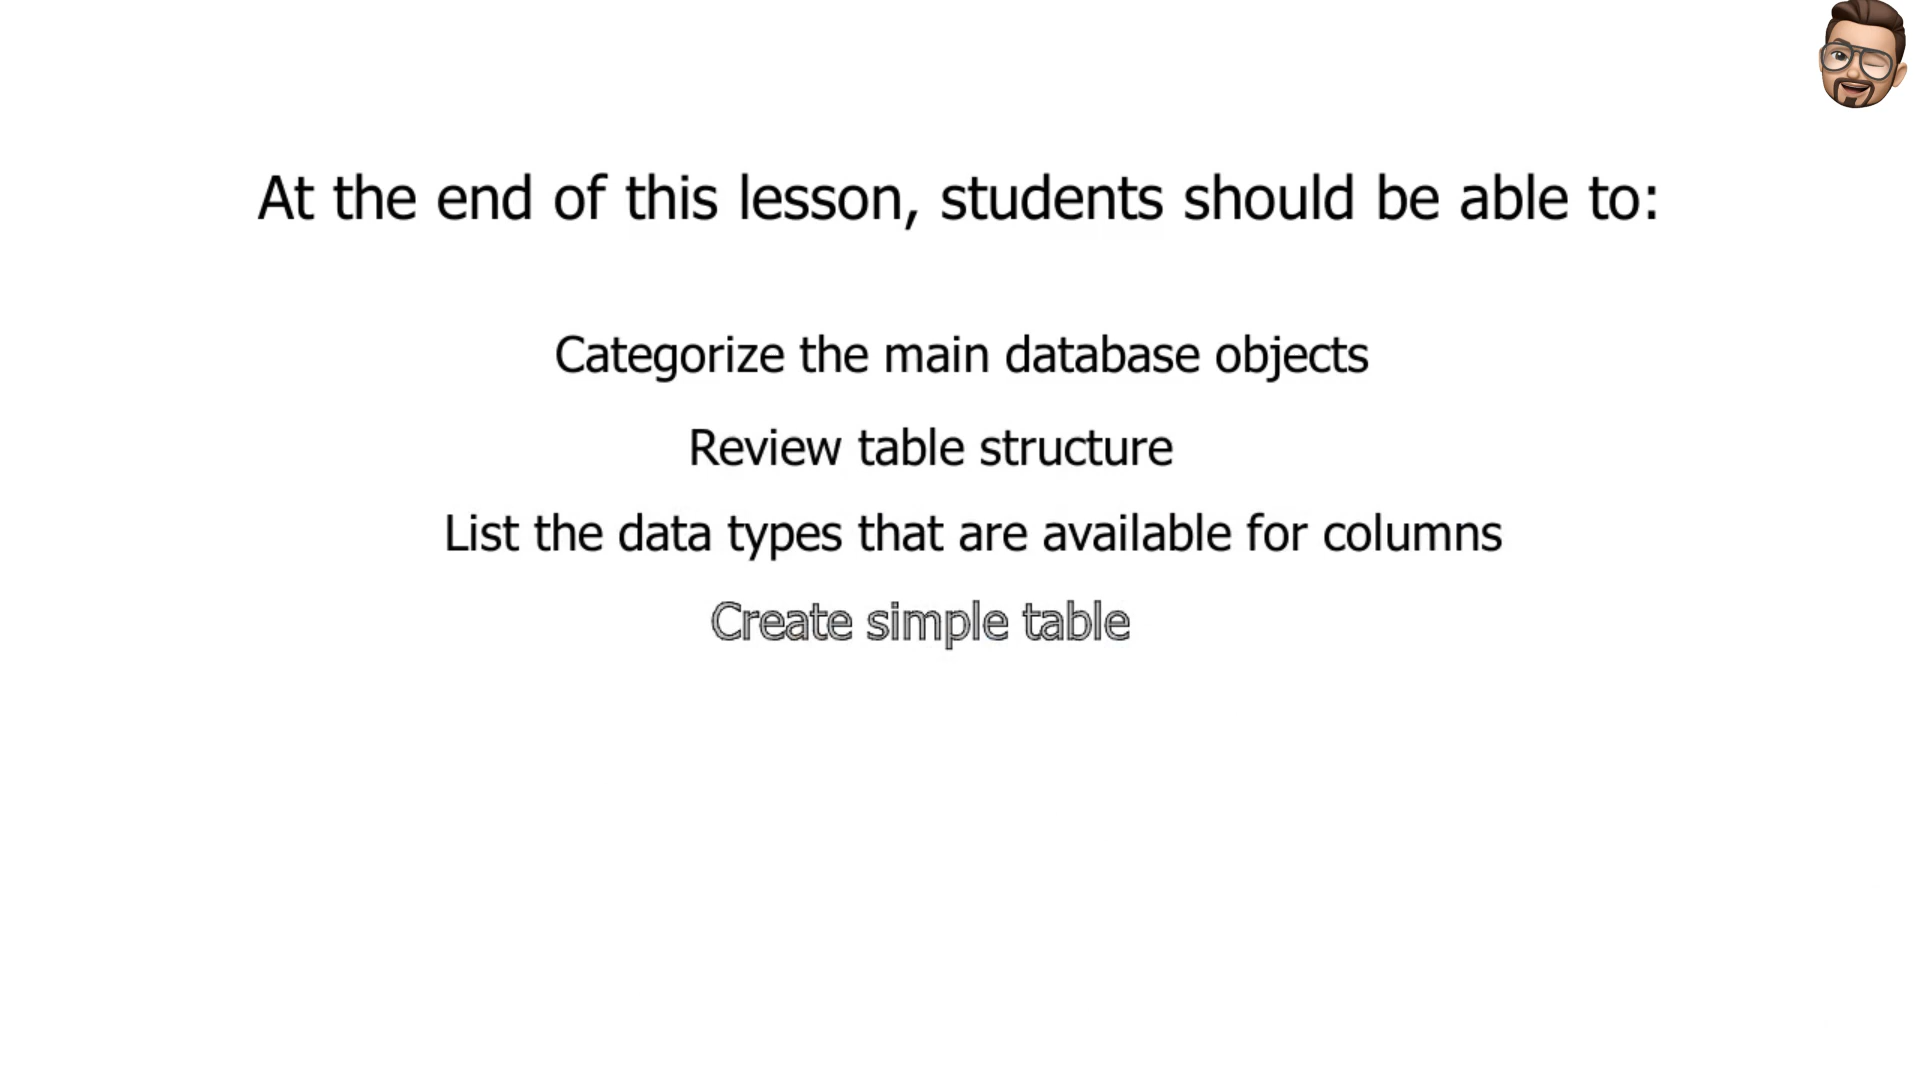 At the end of this lesson, students should be able to:
Categorize the main database objects
Review table structure
List the data types that are available for columns
Create simple table